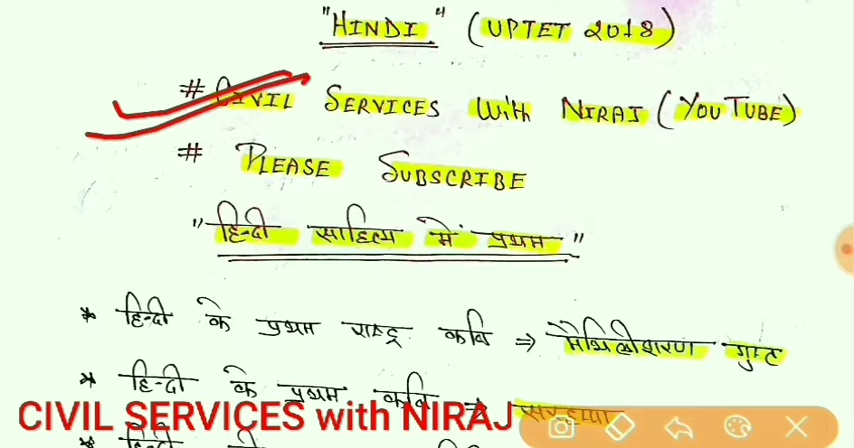 "HINDI" (UPTET 2018)
# CIVIL SERVICES With NIRAJ (YOUTUBE)
# PLEASE SUBSCRIBE
"हिन्दी साहित्य में प्रथम"
* हिन्दी के प्रथम राष्ट्र कवि ⇒ मैथिलीशरण गुप्त
* हिन्दी के प्रथम कवि ⇒ सरहप्पा
CIVIL SERVICES with NIRAJ
* हिन्दी